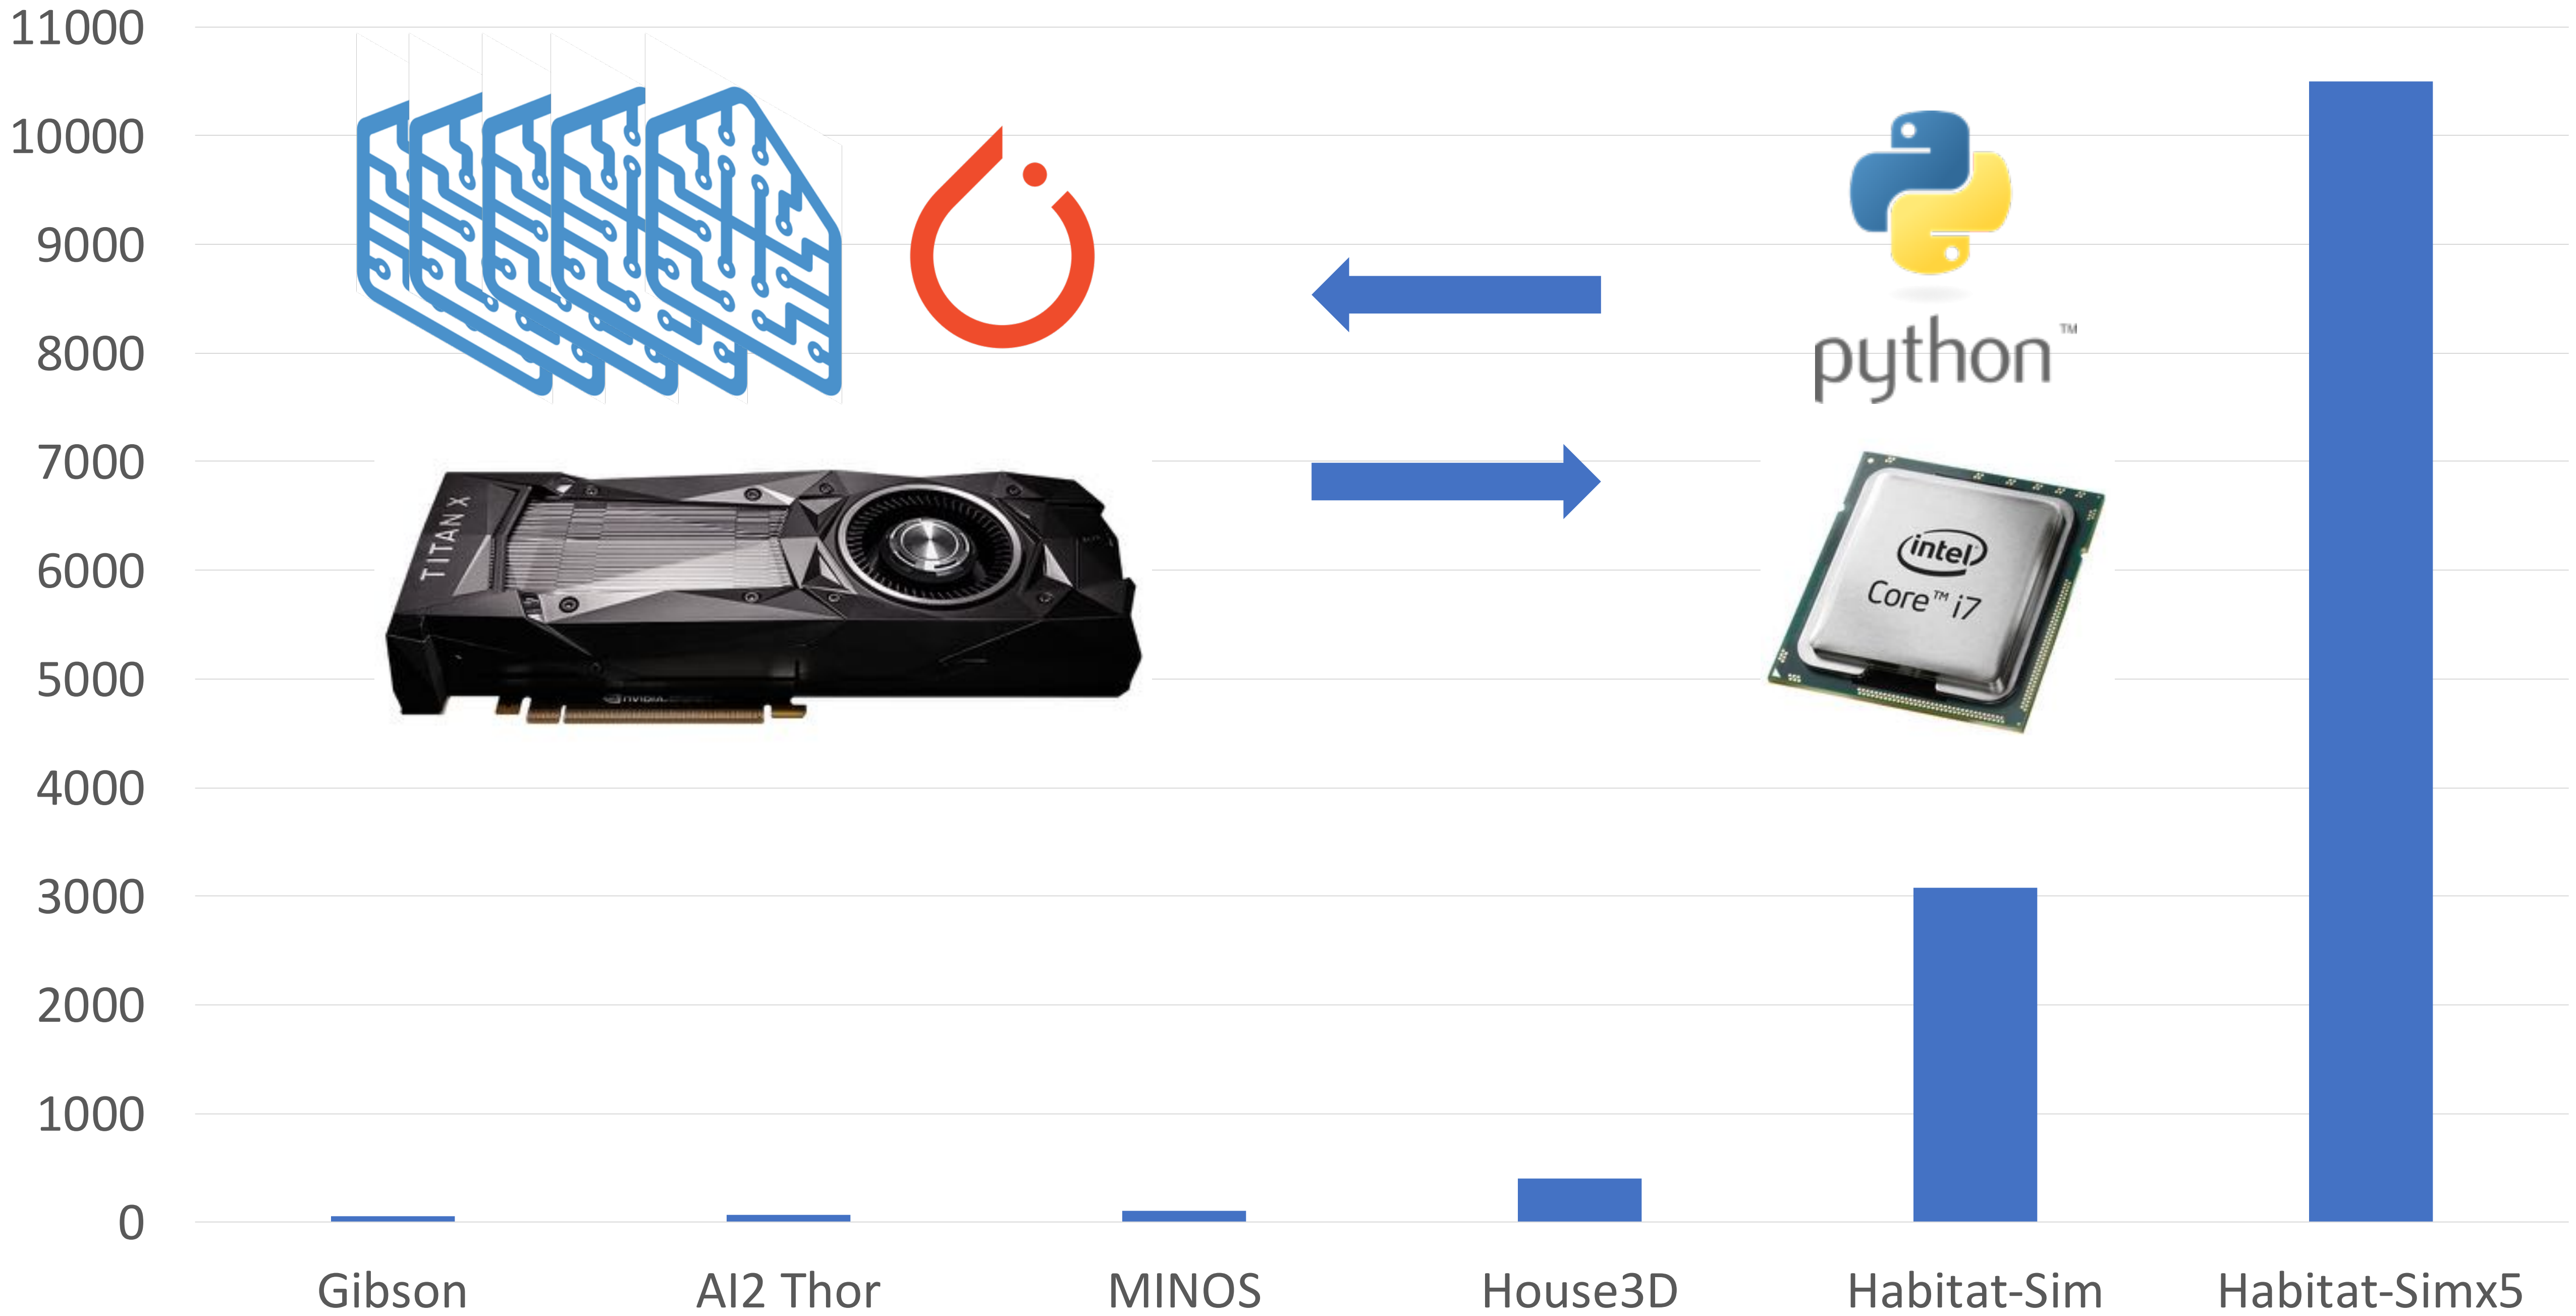 11000
10000
9000
8000
7000
6000
5000
4000
3000
2000
1000
0
python™
TITAN X
NVIDIA
intel
Core™ i7
Gibson
AI2 Thor
MINOS
House3D
Habitat-Sim
Habitat-Simx5